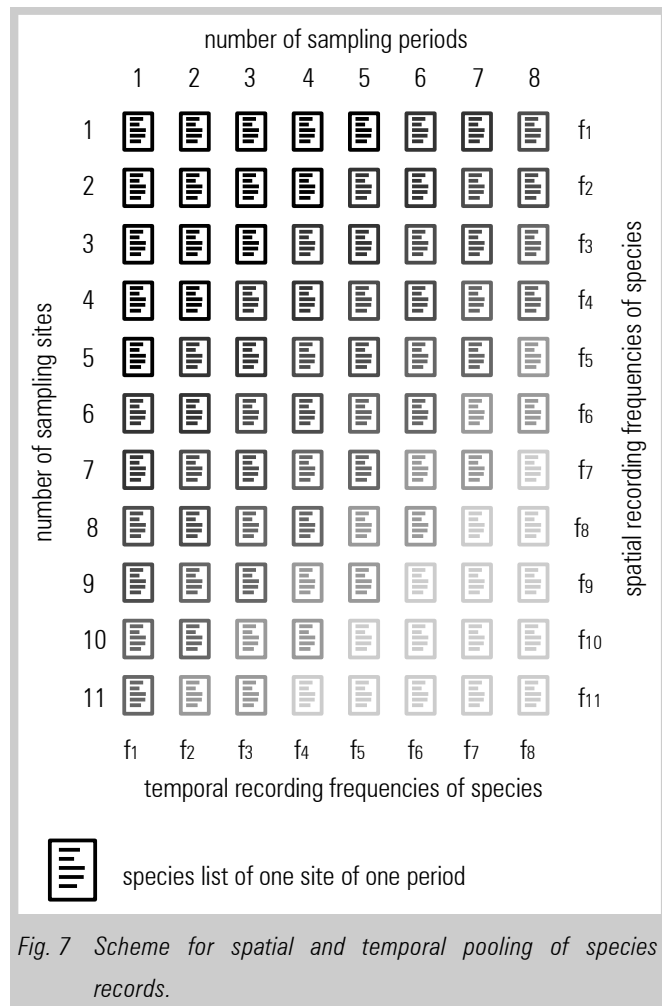 number of sampling periods
1 2 3 4 5 6 7 8
number of sampling sites
1 f1
2 f2
3 f3
4 f4
5 f5
6 f6
7 f7
8 f8
9 f9
10 f10
11 f11
spatial recording frequencies of species
f1 f2 f3 f4 f5 f6 f7 f8
temporal recording frequencies of species
species list of one site of one period
Fig. 7 Scheme for spatial and temporal pooling of species
records.